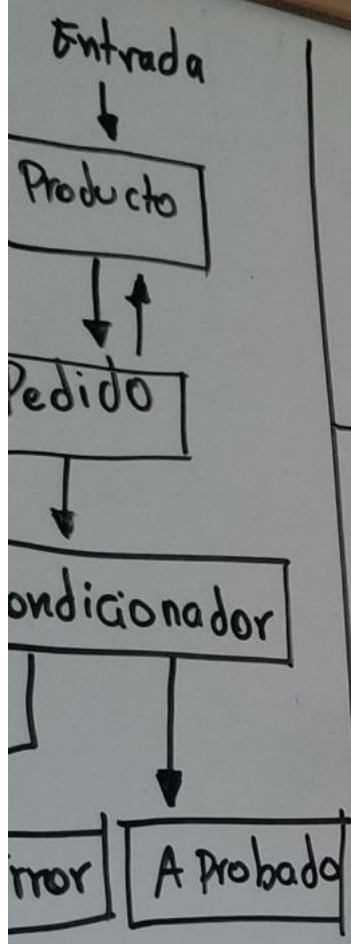 Entrada
Producto
Pedido
ondicionador
rror
A Probado